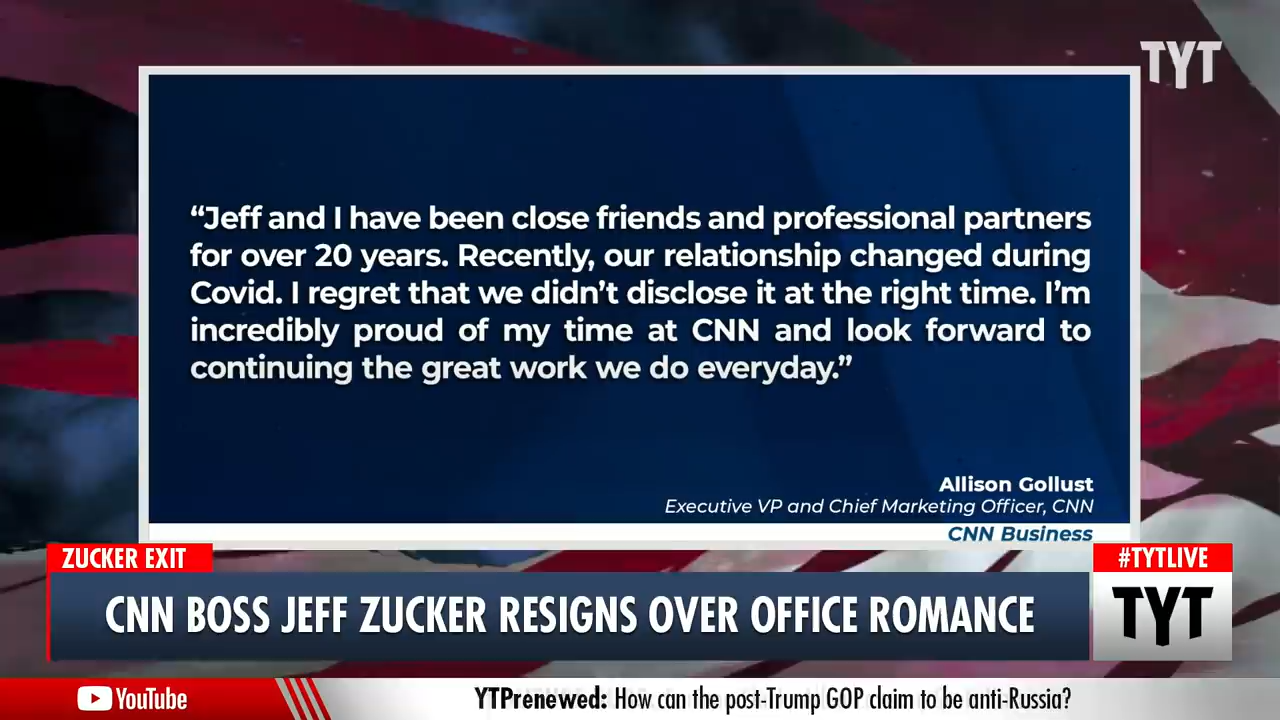 TYT
“Jeff and I have been close friends and professional partners
for over 20 years. Recently, our relationship changed during
Covid. I regret that we didn’t disclose it at the right time. I’m
incredibly proud of my time at CNN and look forward to
continuing the great work we do everyday.”
Allison Gollust
Executive VP and Chief Marketing Officer, CNN
CNN Business
ZUCKER EXIT
#TYTLIVE
CNN BOSS JEFF ZUCKER RESIGNS OVER OFFICE ROMANCE
TYT
YouTube
YTPrenewed: How can the post-Trump GOP claim to be anti-Russia?